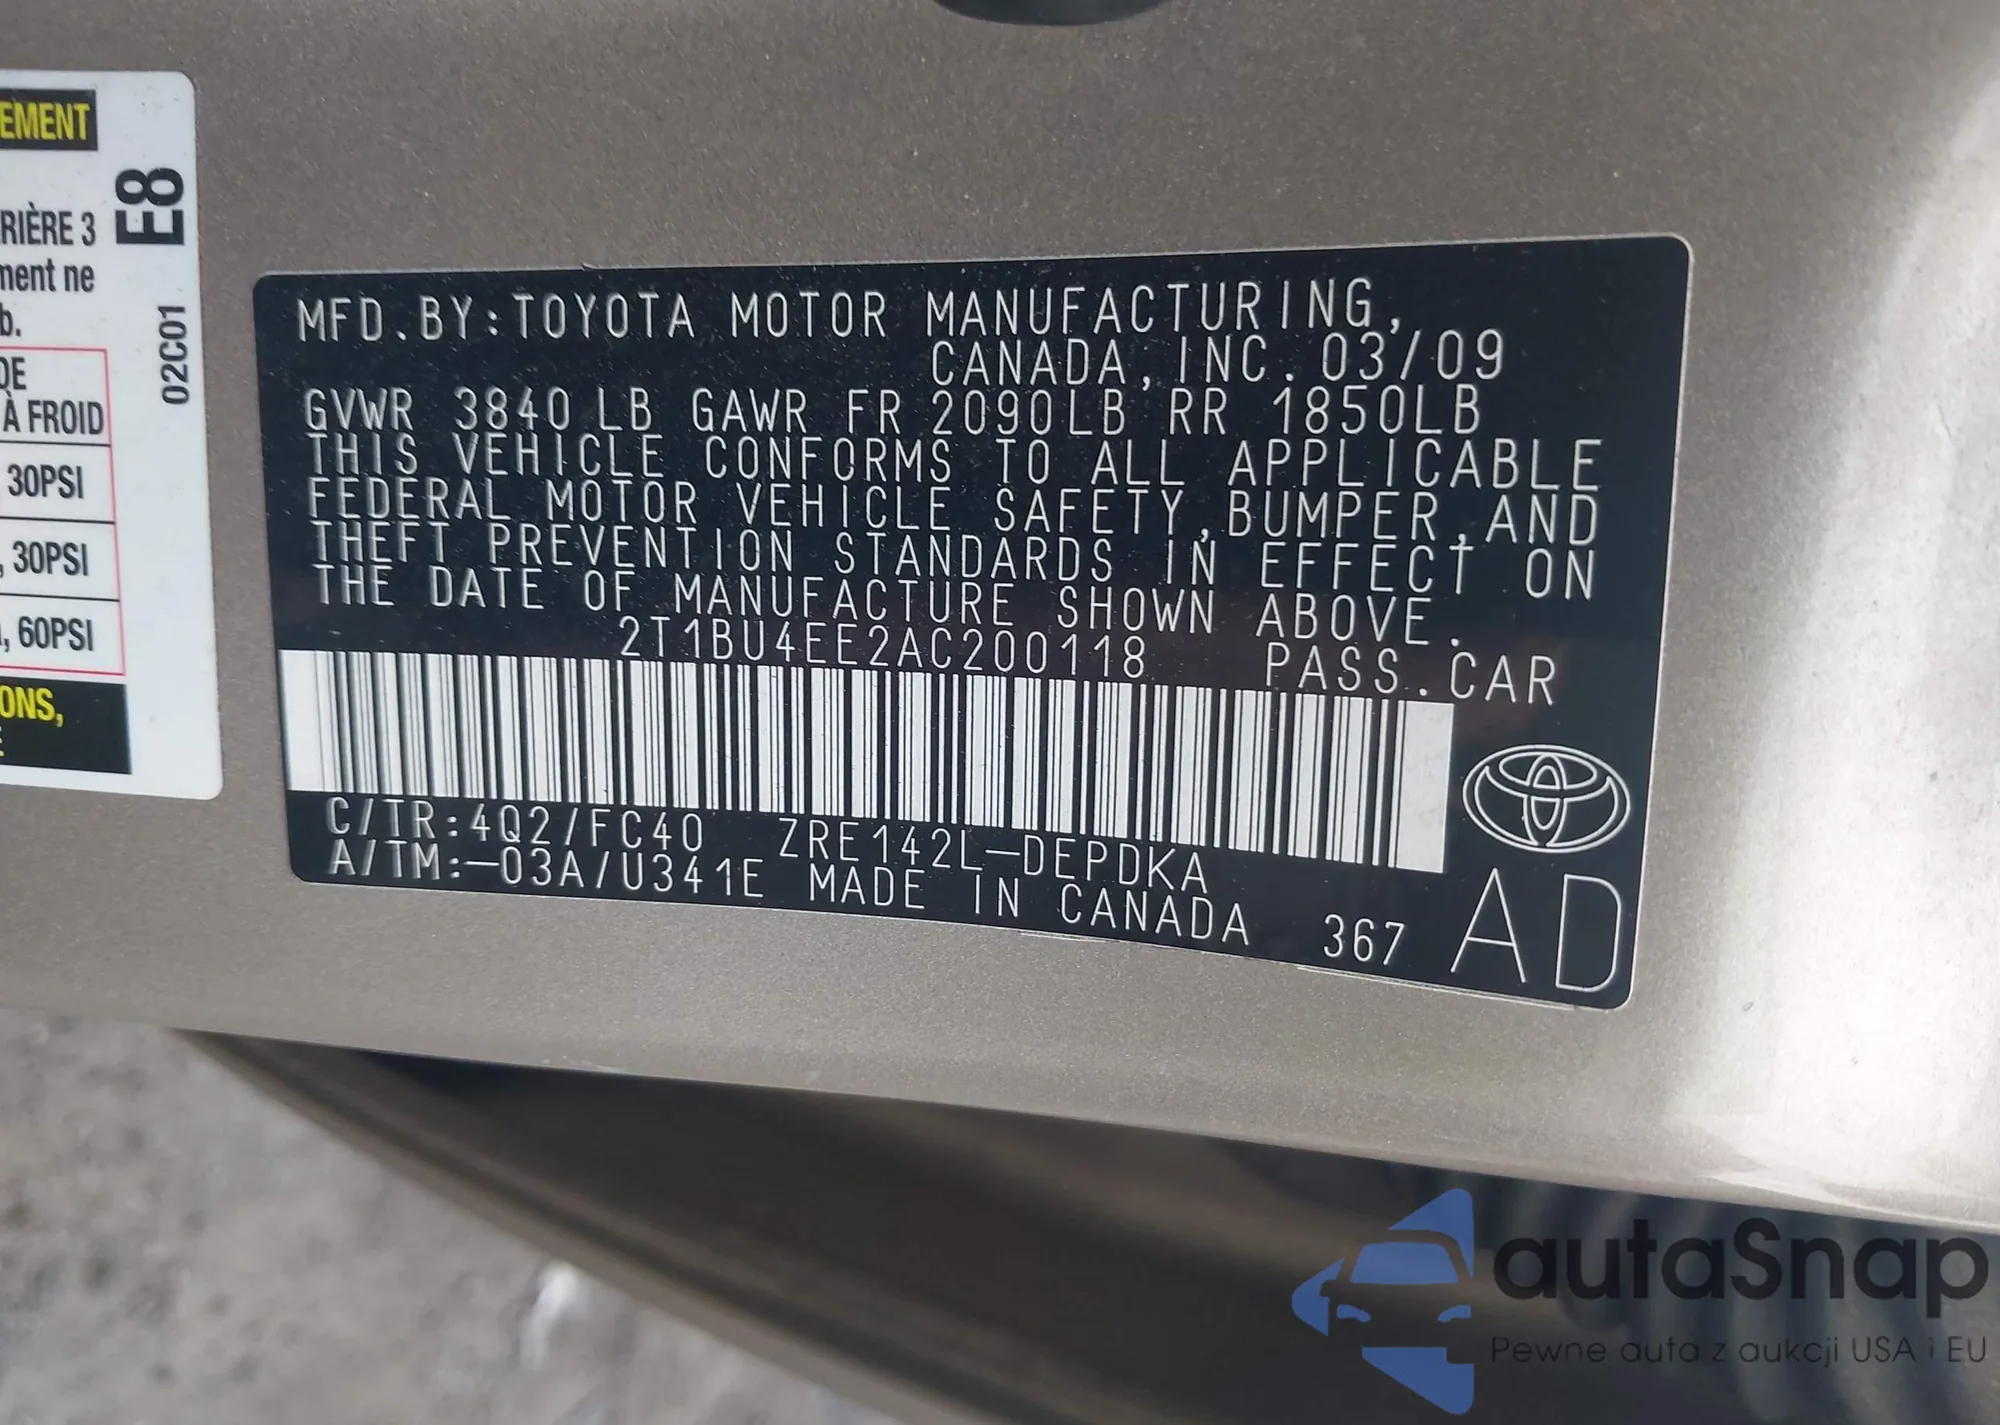 EMENT
RIÈRE 3
ment ne
b.
DE
À FROID
30PSI
, 30PSI
, 60PSI
ONS,
E
E8
02C01
MFD.BY:TOYOTA MOTOR MANUFACTURING,
CANADA,INC. 03/09
GVWR 3840 LB GAWR FR 2090LB RR 1850LB
THIS VEHICLE CONFORMS TO ALL APPLICABLE
FEDERAL MOTOR VEHICLE SAFETY,BUMPER,AND
THEFT PREVENTION STANDARDS IN EFFECT ON
THE DATE OF MANUFACTURE SHOWN ABOVE.
2T1BU4EE2AC200118 PASS.CAR
C/TR:4Q2/FC40 ZRE142L-DEPDKA
A/TM:-03A/U341E MADE IN CANADA 367
AD
autaSnap
Pewne auta z aukcji USA i EU